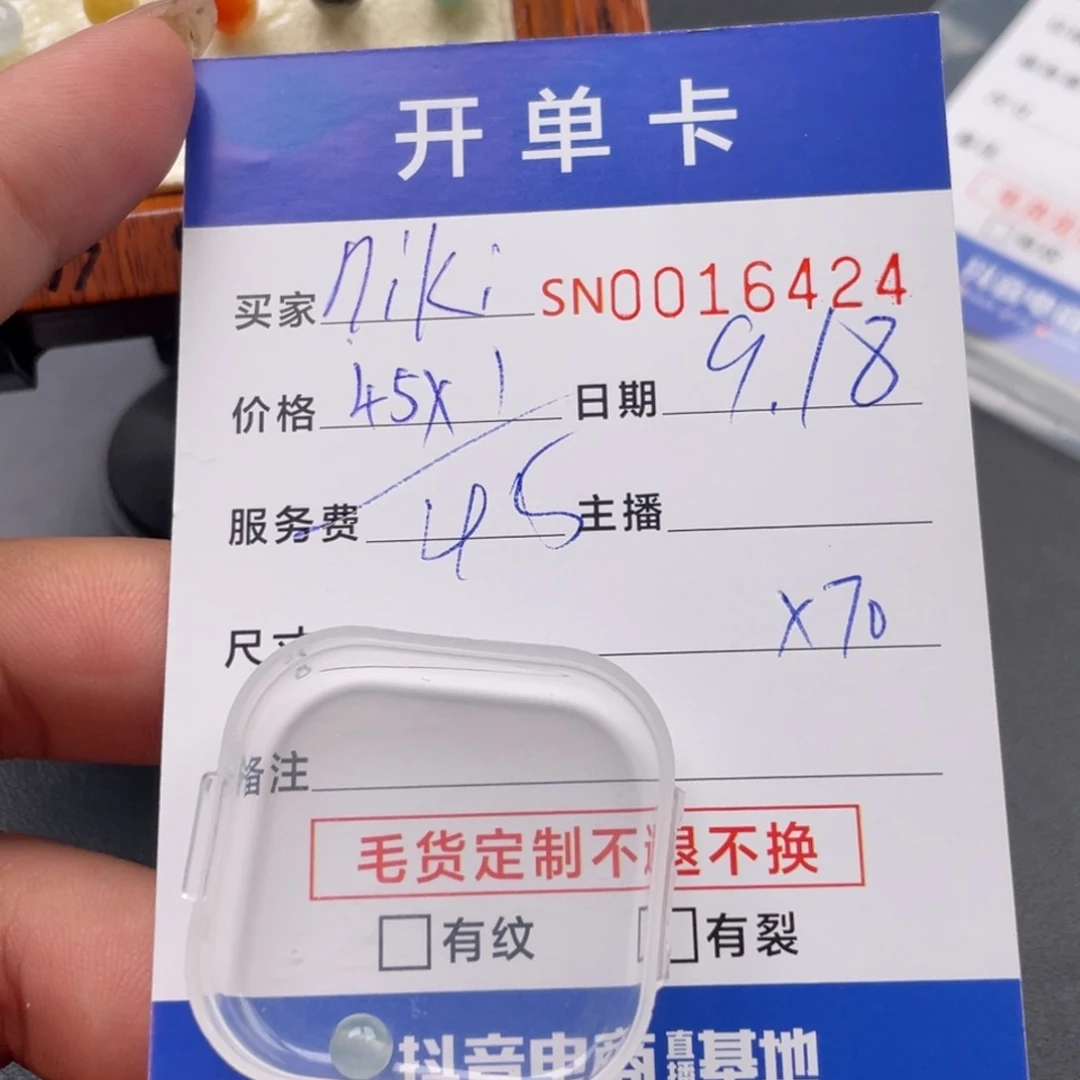 开单卡
买家 niki SN0016424
价格 45X1 日期 9.18
服务费 45 主播
尺寸 X70
备注
毛货定制不退不换
有纹 有裂
抖音电商直播基地